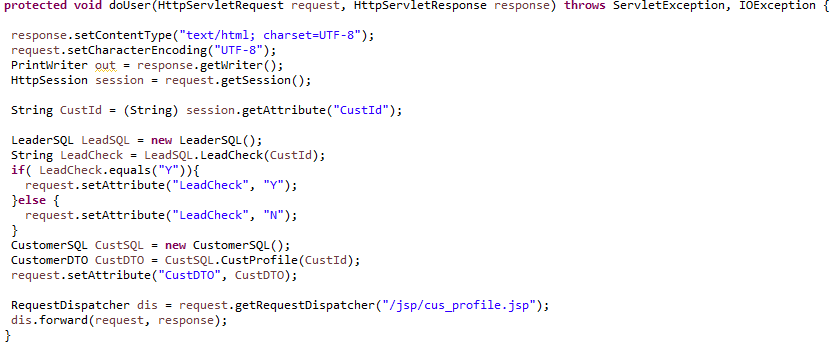 protected void doUser(HttpServletRequest request, HttpServletResponse response) throws ServletException, IOException {
response.setContentType("text/html; charset=UTF-8");
request.setCharacterEncoding("UTF-8");
PrintWriter out = response.getWriter();
HttpSession session = request.getSession();
String CustId = (String) session.getAttribute("CustId");
LeaderSQL LeadSQL = new LeaderSQL();
String LeadCheck = LeadSQL.LeadCheck(CustId);
if( LeadCheck.equals("Y")){
request.setAttribute("LeadCheck", "Y");
}else {
request.setAttribute("LeadCheck", "N");
}
CustomerSQL CustSQL = new CustomerSQL();
CustomerDTO CustDTO = CustSQL.CustProfile(CustId);
request.setAttribute("CustDTO", CustDTO);
RequestDispatcher dis = request.getRequestDispatcher("/jsp/cus_profile.jsp");
dis.forward(request, response);
}